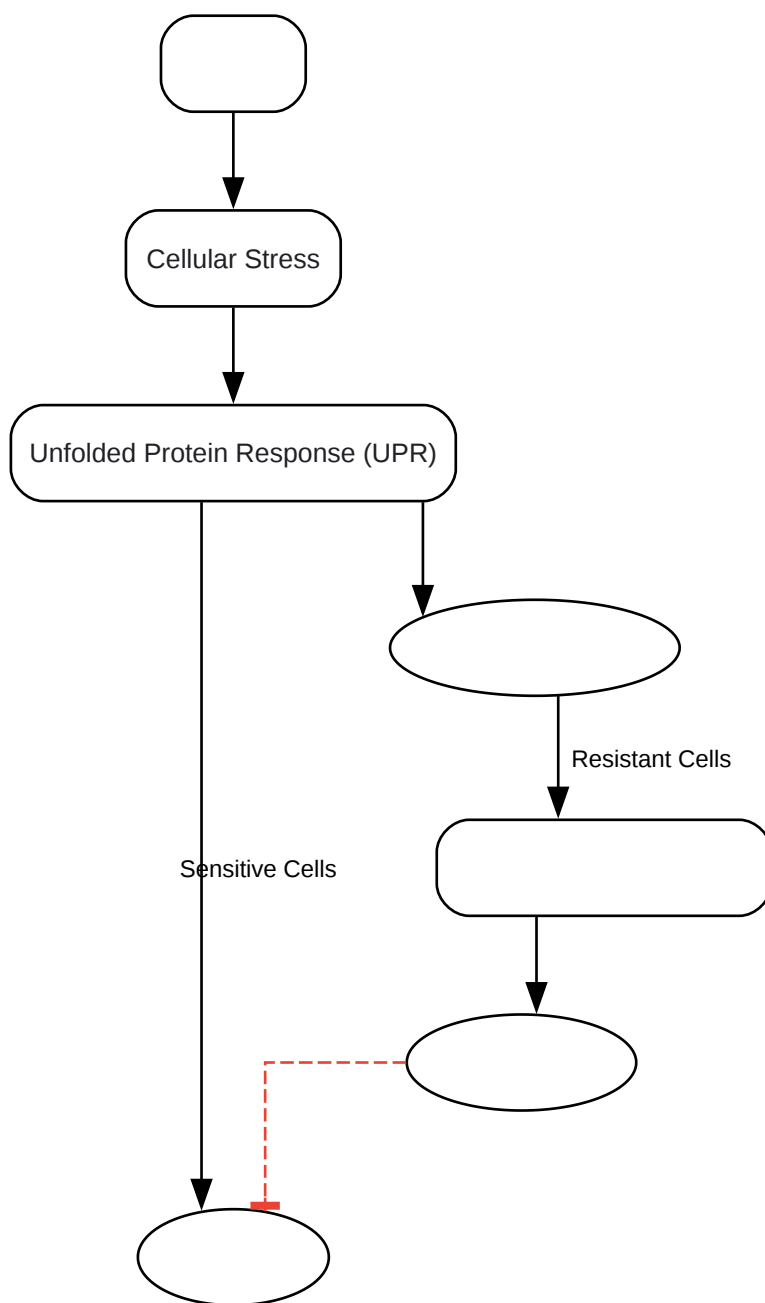 Cellular Stress
Unfolded Protein Response (UPR)
Resistant Cells
Sensitive Cells